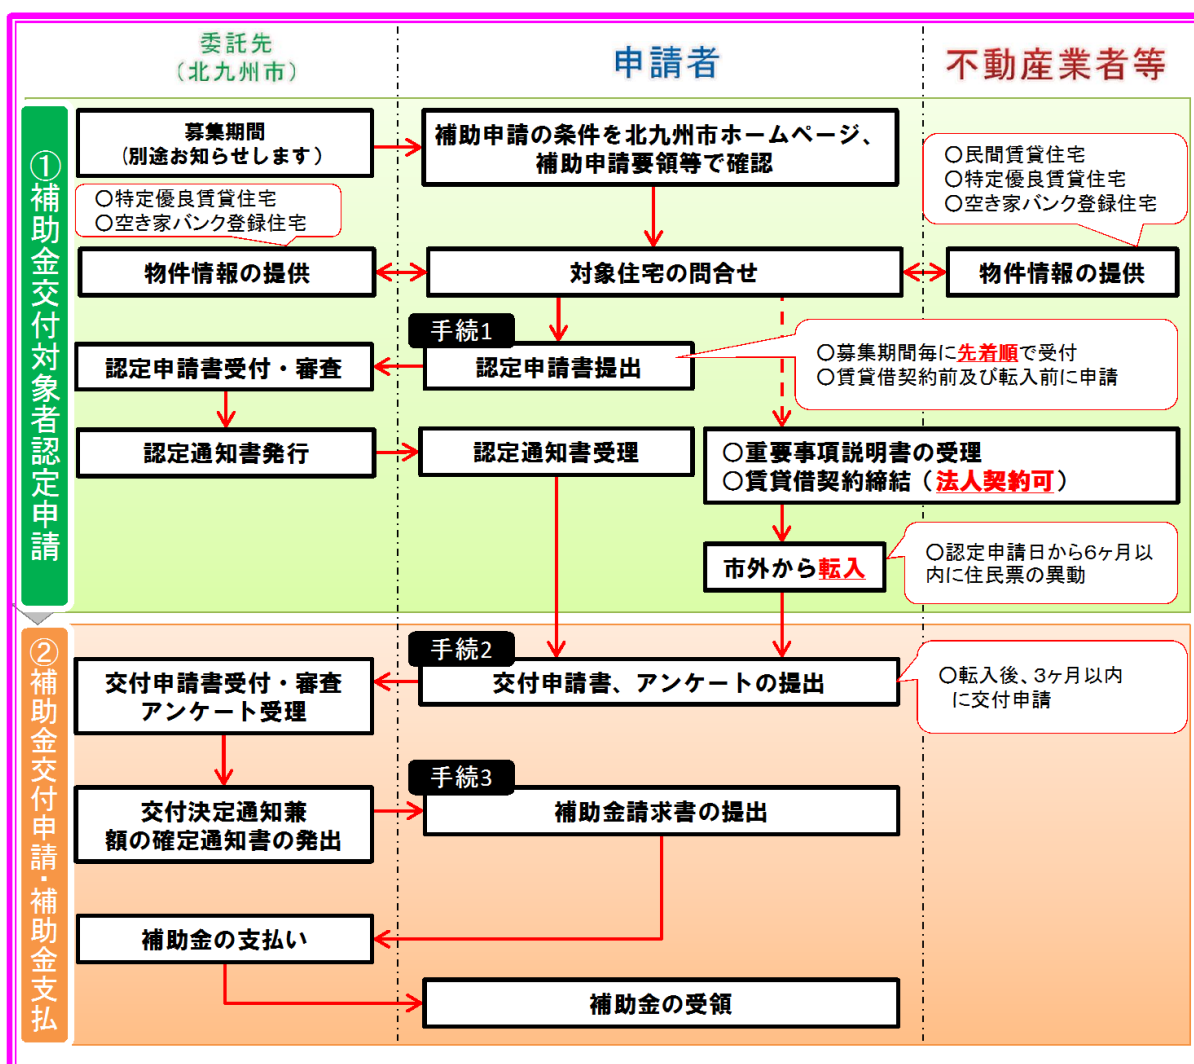 委託先
(北九州市)
申請者
不動産業者等
①補助金交付対象者認定申請
募集期間
(別途お知らせします)
補助申請の条件を北九州市ホームページ、
補助申請要領等で確認
○民間賃貸住宅
○特定優良賃貸住宅
○空き家バンク登録住宅
○特定優良賃貸住宅
○空き家バンク登録住宅
物件情報の提供
対象住宅の問合せ
物件情報の提供
手続1
認定申請書受付・審査
認定申請書提出
○募集期間毎に先着順で受付
○賃貸借契約前及び転入前に申請
認定通知書発行
認定通知書受理
○重要事項説明書の受理
○賃貸借契約締結(法人契約可)
市外から転入
○認定申請日から6ヶ月以
内に住民票の異動
②補助金交付申請・補助金支払
手続2
交付申請書受付・審査
アンケート受理
交付申請書、アンケートの提出
○転入後、3ヶ月以内
に交付申請
手続3
交付決定通知兼
額の確定通知書の発出
補助金請求書の提出
補助金の支払い
補助金の受領